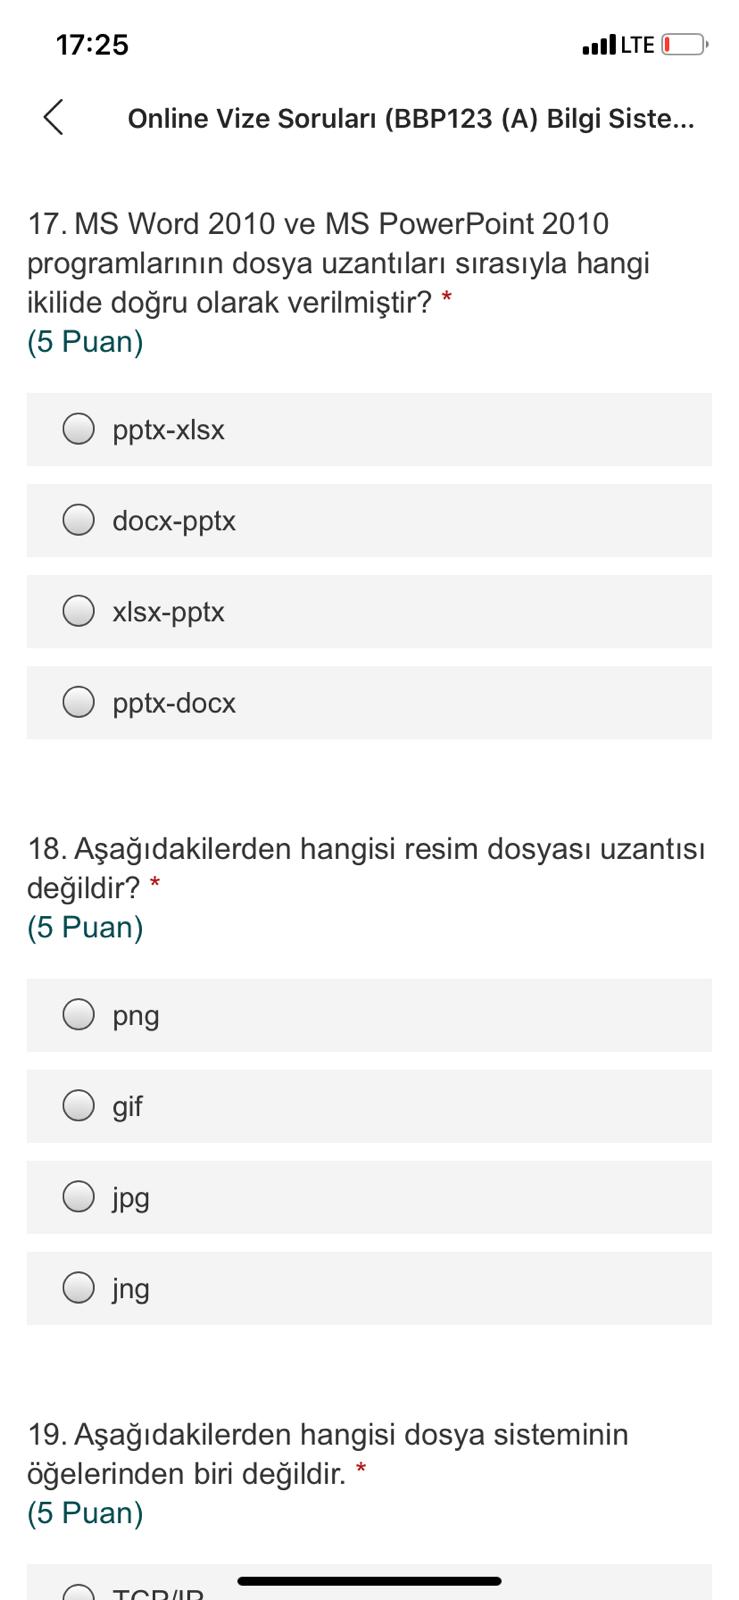 17:25
LTE
Online Vize Soruları (BBP123 (A) Bilgi Siste...
17. MS Word 2010 ve MS PowerPoint 2010
programlarının dosya uzantıları sırasıyla hangi
ikilide doğru olarak verilmiştir? *
(5 Puan)
pptx-xlsx
docx-pptx
xlsx-pptx
pptx-docx
18. Aşağıdakilerden hangisi resim dosyası uzantısı
değildir? *
(5 Puan)
png
gif
jpg
jng
19. Aşağıdakilerden hangisi dosya sisteminin
öğelerinden biri değildir. *
(5 Puan)
TCP/IP